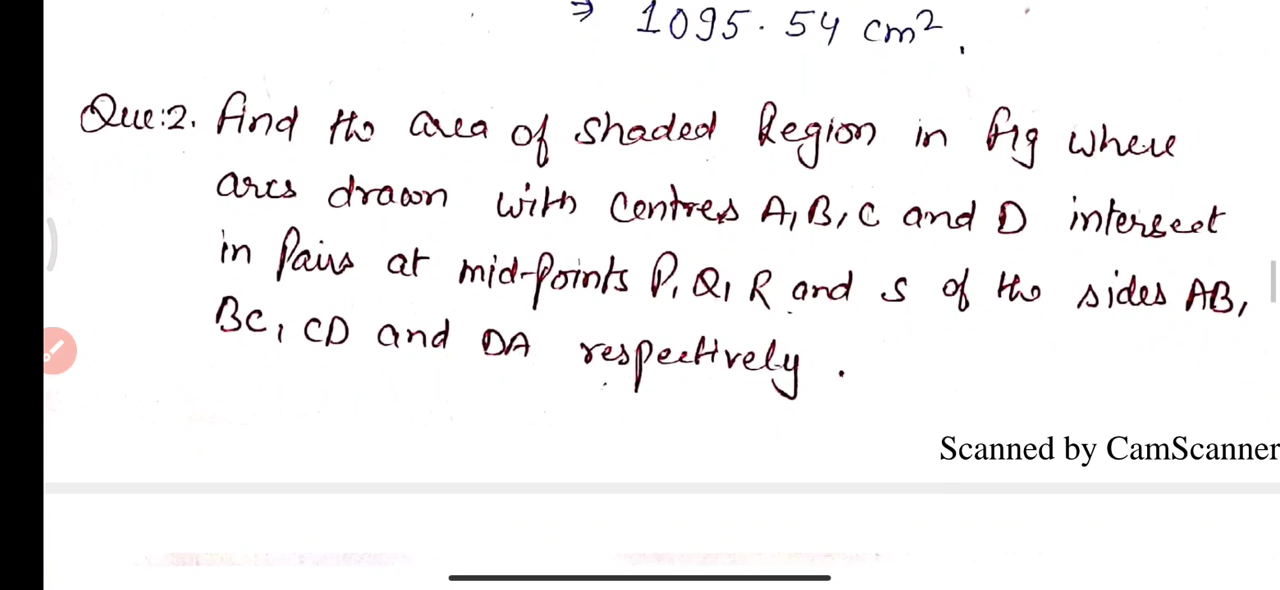 ⇒ 1095.54 cm².
Que:2. Find the area of shaded Region in fig where
arcs drawn with Centres A, B, C and D intersect
in Pairs at mid-points P, Q, R and S of the sides AB,
BC, CD and DA respectively.
Scanned by CamScanner